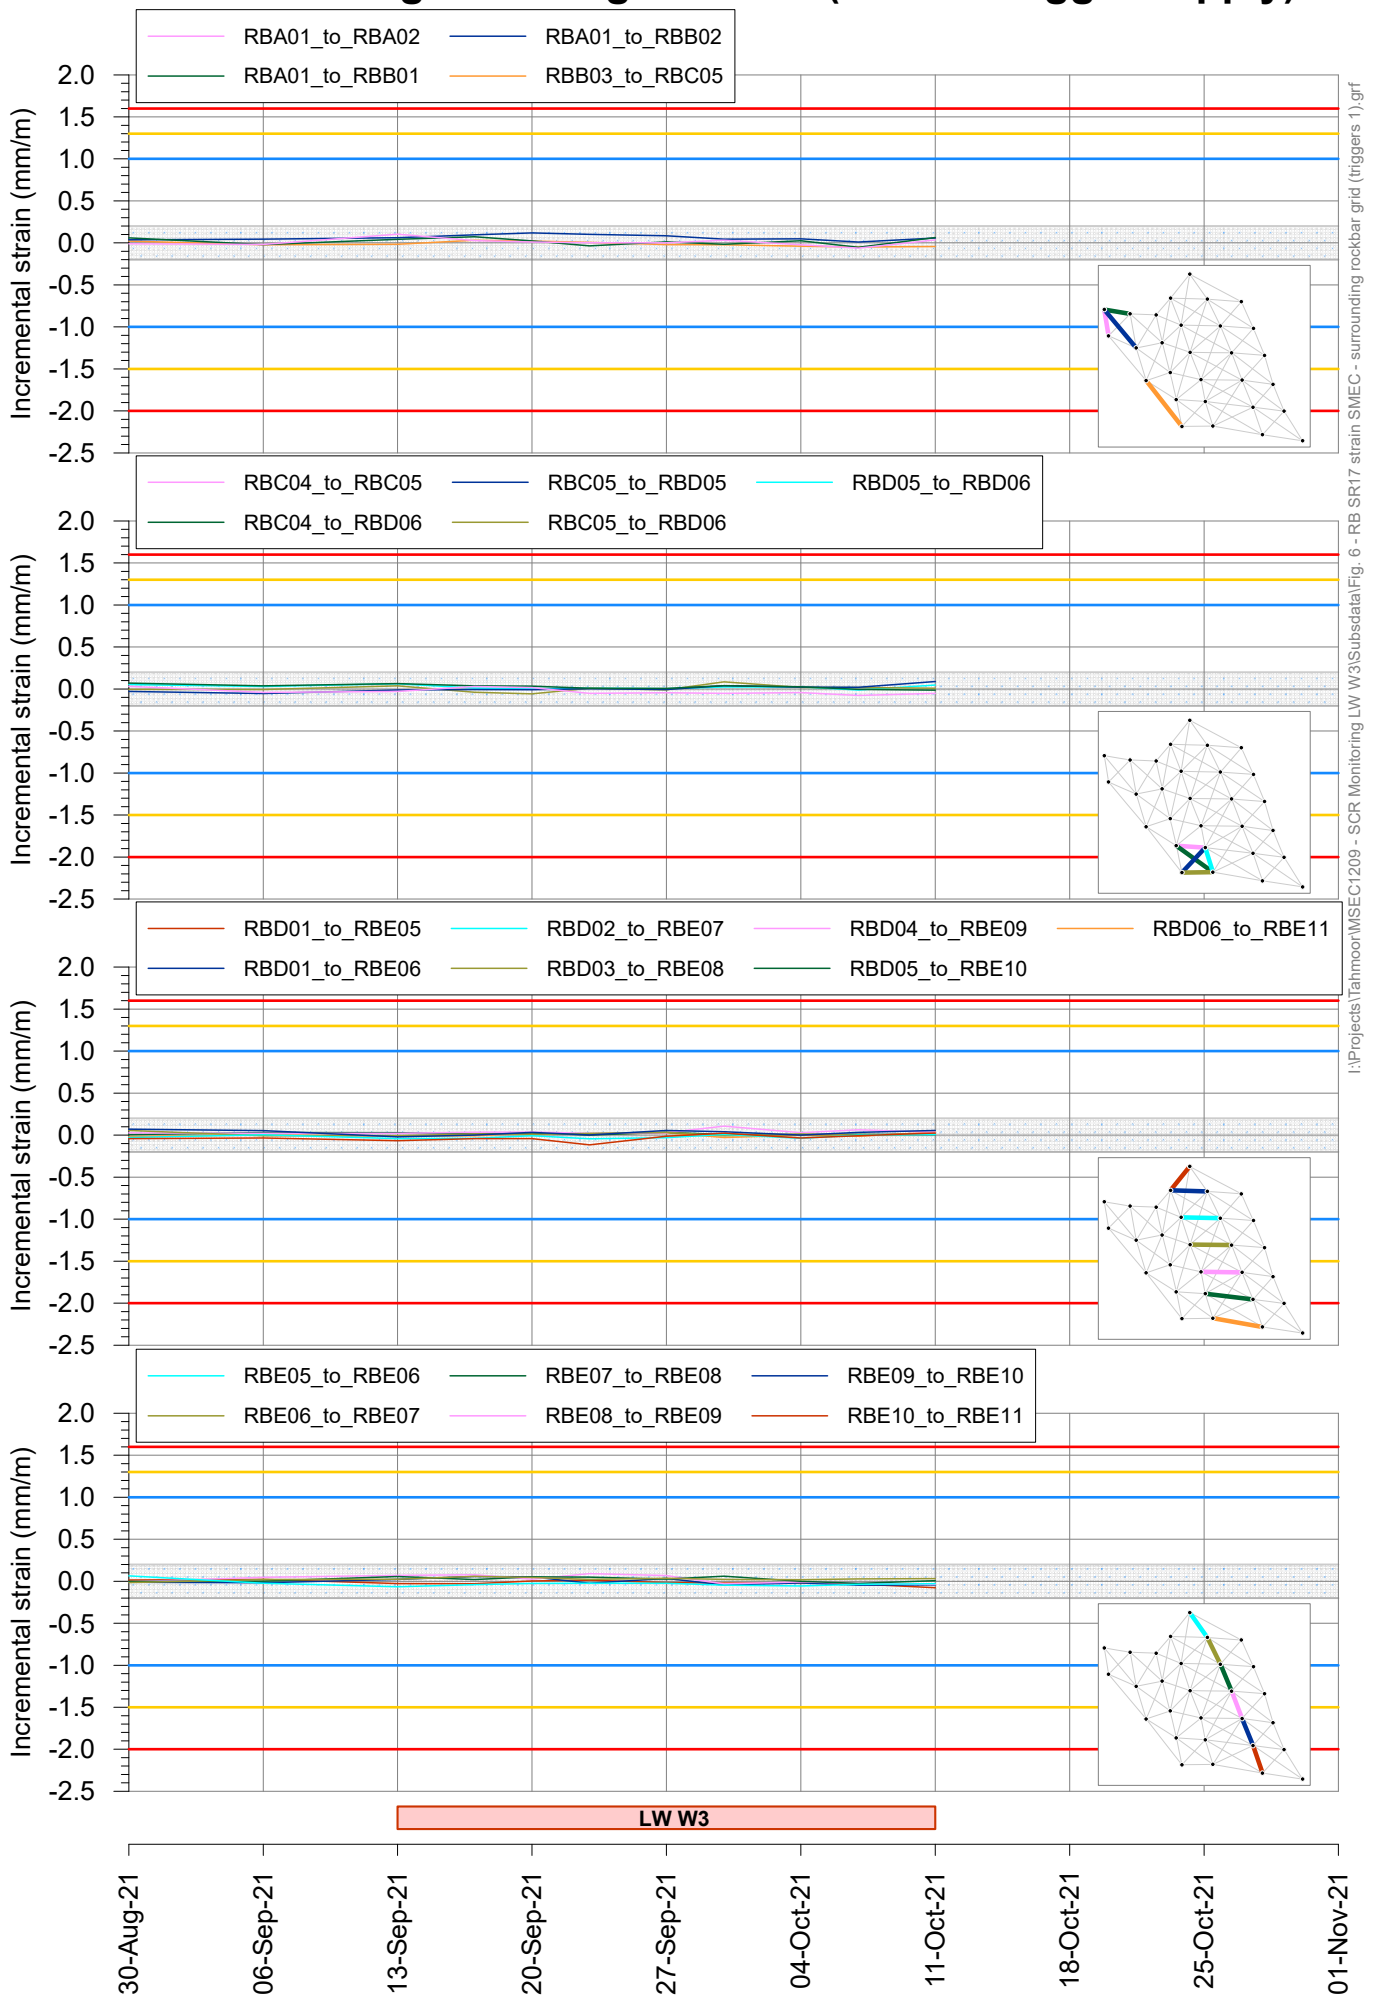 RBA01_to_RBA02 RBA01_to_RBB02
RBA01_to_RBB01 RBB03_to_RBC05
2.0
1.5
1.0
0.5
0.0
-0.5
-1.0
-1.5
-2.0
-2.5
Incremental strain (mm/m)
RBC04_to_RBC05 RBC05_to_RBD05 RBD05_to_RBD06
RBC04_to_RBD06 RBC05_to_RBD06
2.0
1.5
1.0
0.5
0.0
-0.5
-1.0
-1.5
-2.0
-2.5
Incremental strain (mm/m)
RBD01_to_RBE05 RBD02_to_RBE07 RBD04_to_RBE09 RBD06_to_RBE11
RBD01_to_RBE06 RBD03_to_RBE08 RBD05_to_RBE10
2.0
1.5
1.0
0.5
0.0
-0.5
-1.0
-1.5
-2.0
-2.5
Incremental strain (mm/m)
RBE05_to_RBE06 RBE07_to_RBE08 RBE09_to_RBE10
RBE06_to_RBE07 RBE08_to_RBE09 RBE10_to_RBE11
2.0
1.5
1.0
0.5
0.0
-0.5
-1.0
-1.5
-2.0
-2.5
Incremental strain (mm/m)
LW W3
30-Aug-21
06-Sep-21
13-Sep-21
20-Sep-21
27-Sep-21
04-Oct-21
11-Oct-21
18-Oct-21
25-Oct-21
01-Nov-21
I:\Projects\Tahmoor\MSEC1209 - SCR Monitoring LW W3\Subsdata\Fig. 6 - RB SR17 strain SMEC - surrounding rockbar grid (triggers 1).grf